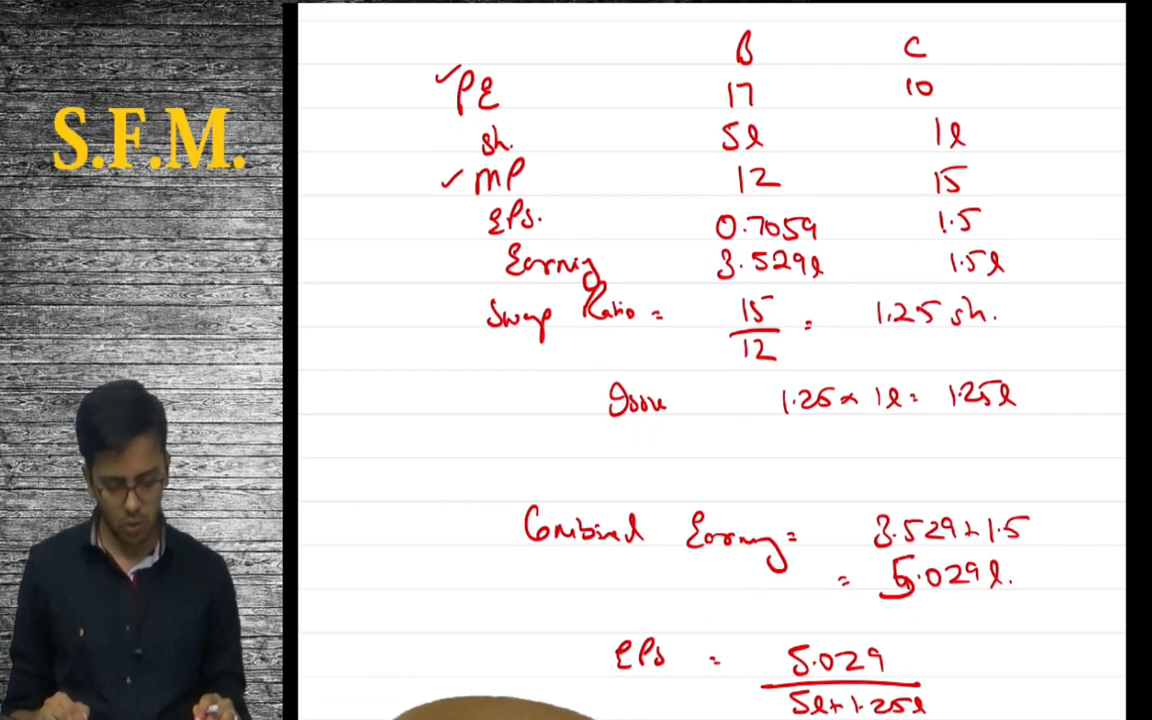 S.F.M.
B C
✓ PE 17 10
sh. 5l 1l
✓ MP 12 15
EPS. 0.7059 1.5
Earning 3.529l 1.5l
Swap Ratio = 15/12 = 1.25 sh.
Issue 1.25 × 1l = 1.25l
Combined Earning = 3.529 + 1.5
= 5.029 l.
EPS = 5.029 / 5l + 1.25l